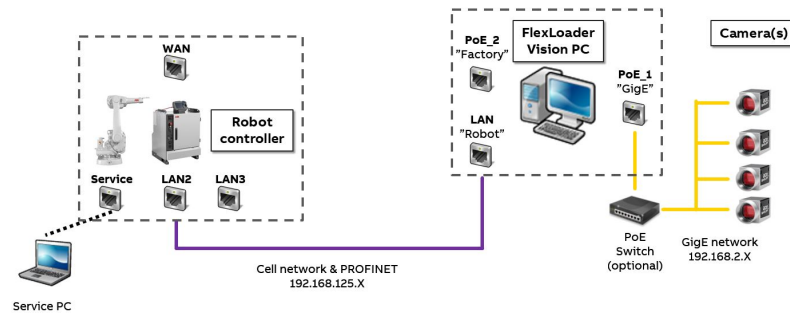 WAN
Robot
controller
Service
LAN2
LAN3
Service PC
Cell network & PROFINET
192.168.125.X
PoE_2
"Factory"
FlexLoader
Vision PC
PoE_1
"GigE"
LAN
"Robot"
Camera(s)
PoE
Switch
(optional)
GigE network
192.168.2.X